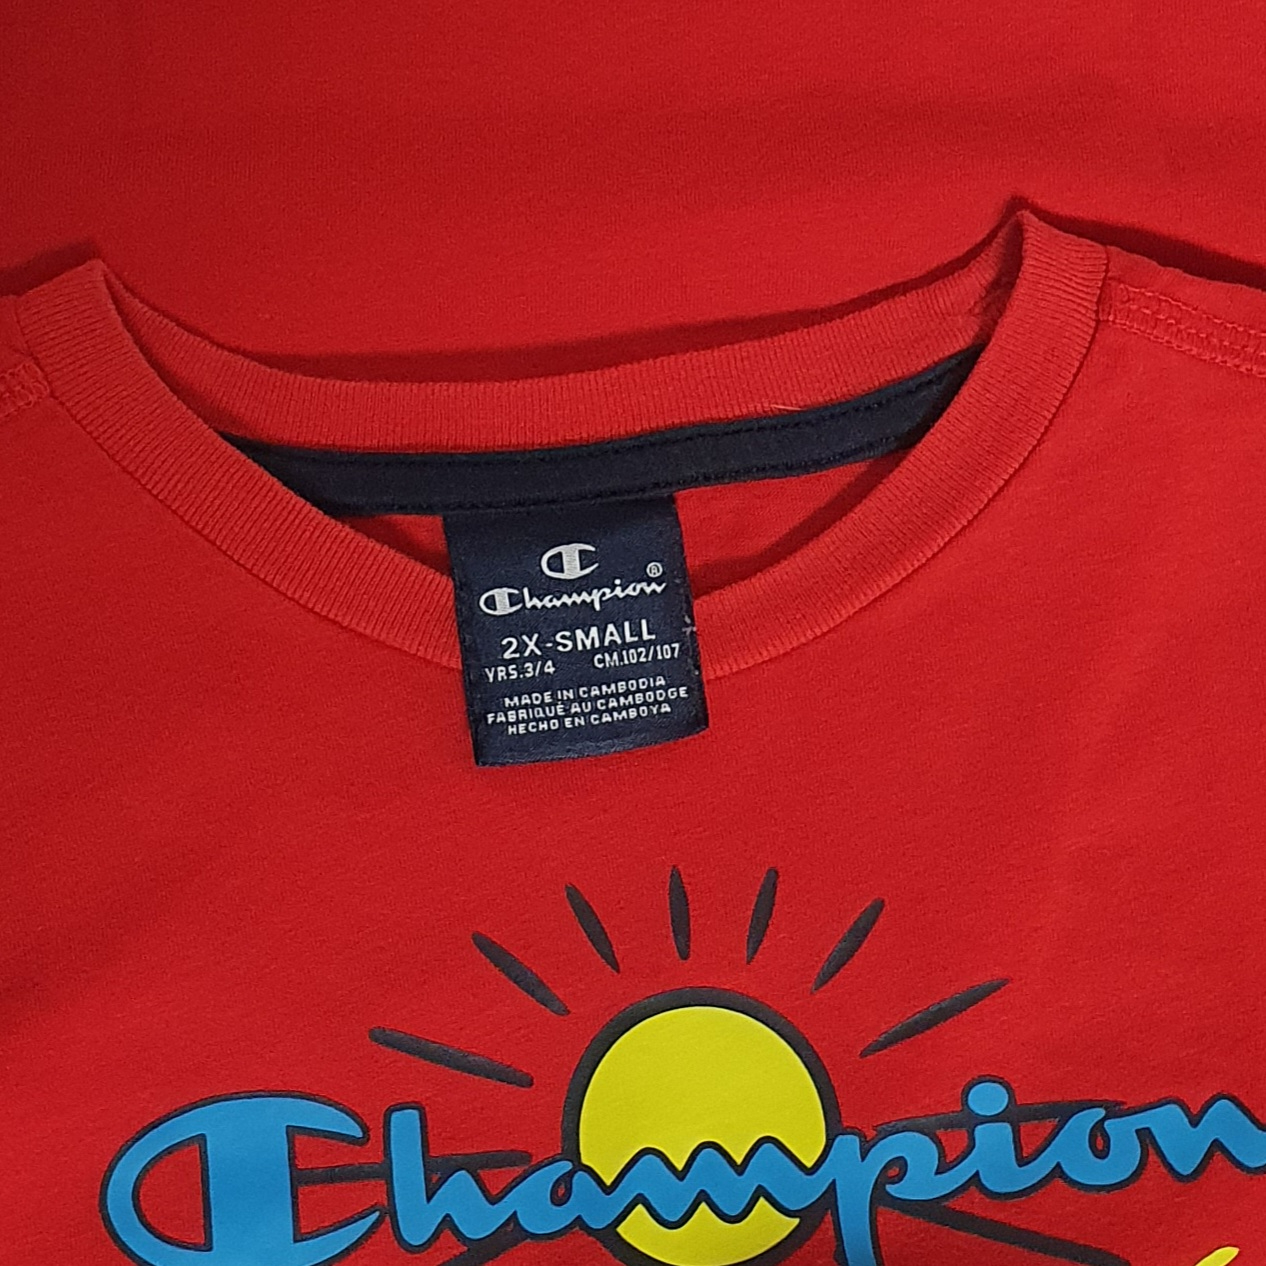 Champion®
2X-SMALL
YRS.3/4 CM.102/107
MADE IN CAMBODIA
FABRIQUÉ AU CAMBODGE
HECHO EN CAMBOYA
Champion